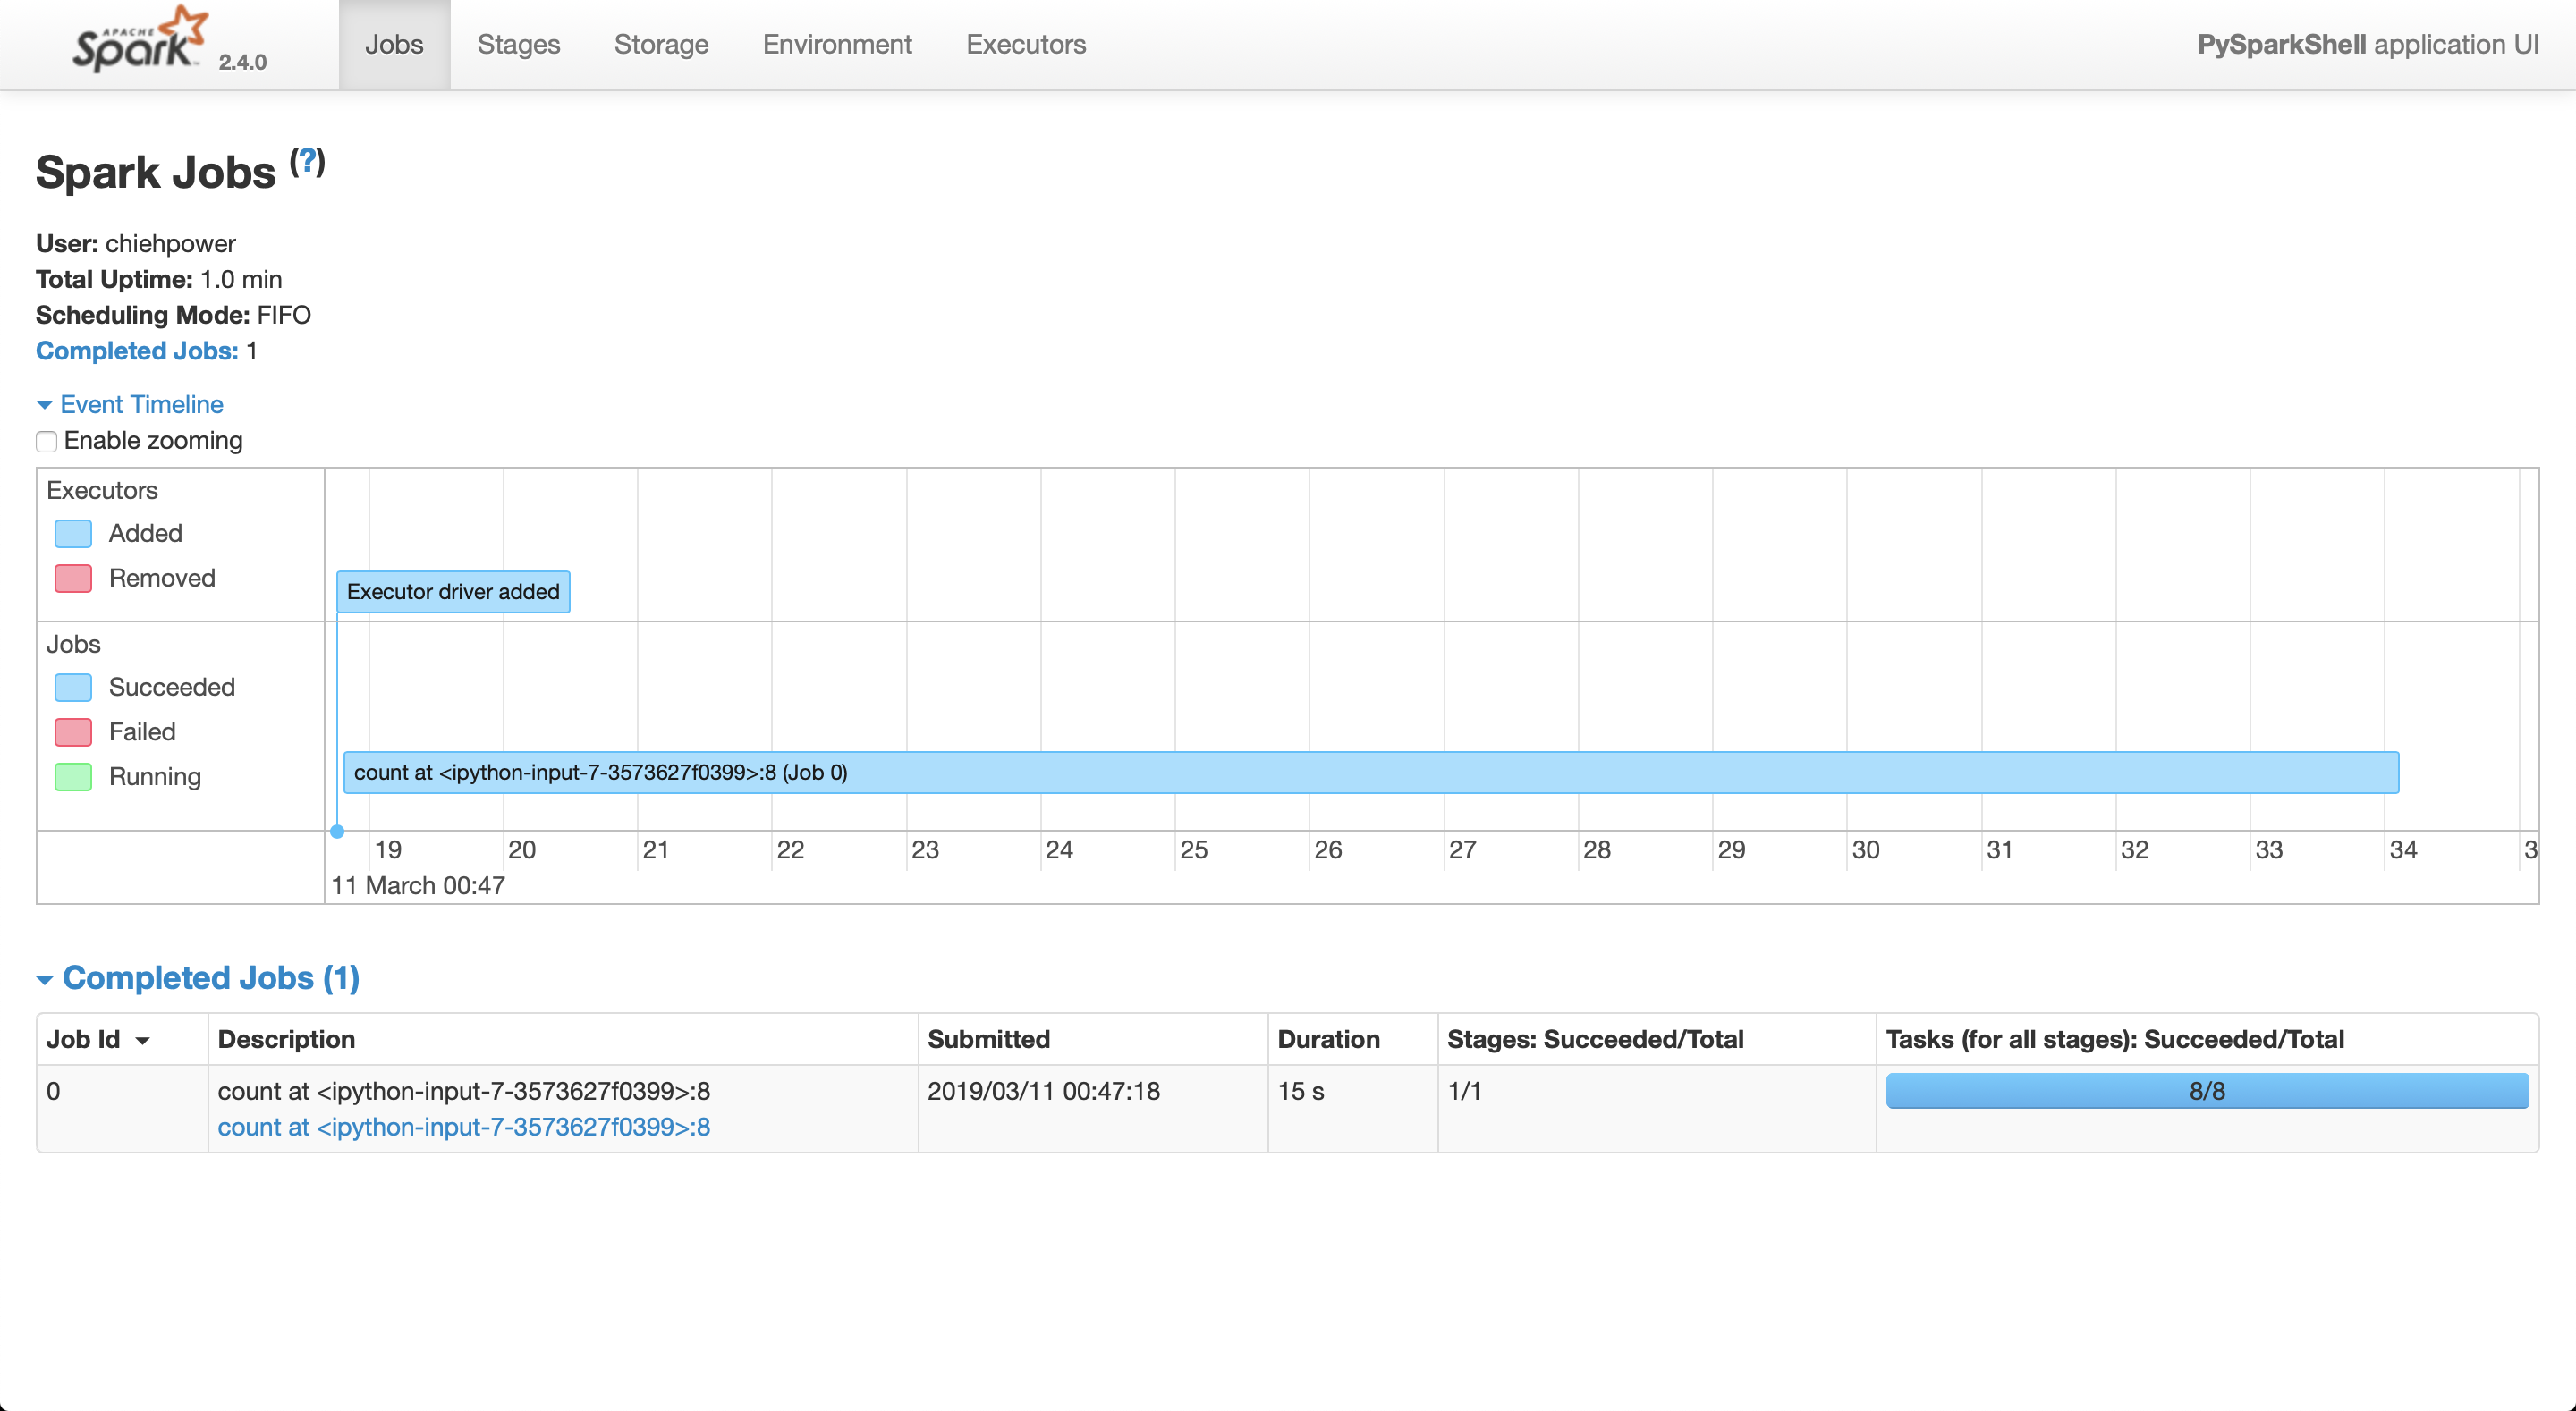 APACHE
Spark 2.4.0 Jobs Stages Storage Environment Executors PySparkShell application UI
Spark Jobs (?)
User: chiehpower
Total Uptime: 1.0 min
Scheduling Mode: FIFO
Completed Jobs: 1
Event Timeline
Enable zooming
Executors
Added
Removed
Executor driver added
Jobs
Succeeded
Failed
Running
count at <ipython-input-7-3573627f0399>:8 (Job 0)
19 20 21 22 23 24 25 26 27 28 29 30 31 32 33 34 3
11 March 00:47
Completed Jobs (1)
Job Id Description Submitted Duration Stages: Succeeded/Total Tasks (for all stages): Succeeded/Total
0 count at <ipython-input-7-3573627f0399>:8 2019/03/11 00:47:18 15 s 1/1 8/8
count at <ipython-input-7-3573627f0399>:8